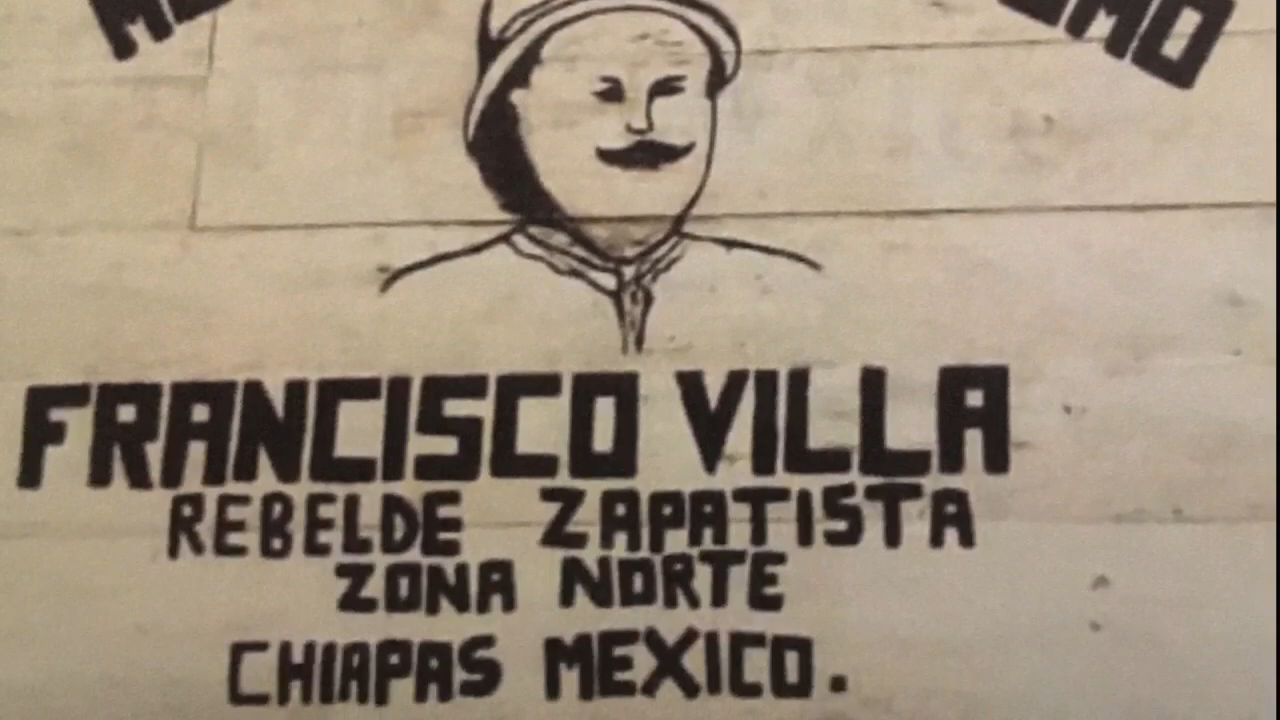 FRANCISCO VILLA
REBELDE ZAPATISTA
ZONA NORTE
CHIAPAS MEXICO.